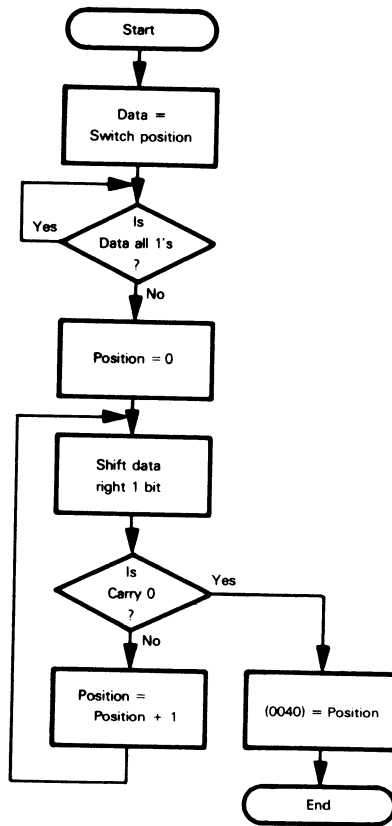 Start
Data =
Switch position
Is
Data all 1's
?
Yes
No
Position = 0
Shift data
right 1 bit
Is
Carry 0
?
Yes
No
Position =
Position + 1
(0040) = Position
End